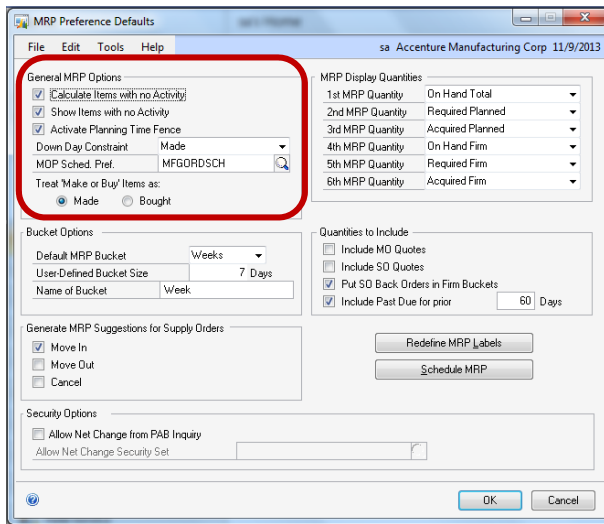 MRP Preference Defaults
File Edit Tools Help
sa Accenture Manufacturing Corp 11/9/2013
General MRP Options
Calculate Items with no Activity
Show Items with no Activity
Activate Planning Time Fence
Down Day Constraint Made
MOP Sched. Pref. MFGORDSCH
Treat 'Make or Buy' Items as:
Made Bought
MRP Display Quantities
1st MRP Quantity On Hand Total
2nd MRP Quantity Required Planned
3rd MRP Quantity Acquired Planned
4th MRP Quantity On Hand Firm
5th MRP Quantity Required Firm
6th MRP Quantity Acquired Firm
Bucket Options
Default MRP Bucket Weeks
User-Defined Bucket Size 7 Days
Name of Bucket Week
Quantities to Include
Include MO Quotes
Include SO Quotes
Put SO Back Orders in Firm Buckets
Include Past Due for prior 60 Days
Generate MRP Suggestions for Supply Orders
Move In
Move Out
Cancel
Redefine MRP Labels
Schedule MRP
Security Options
Allow Net Change from PAB Inquiry
Allow Net Change Security Set
OK Cancel